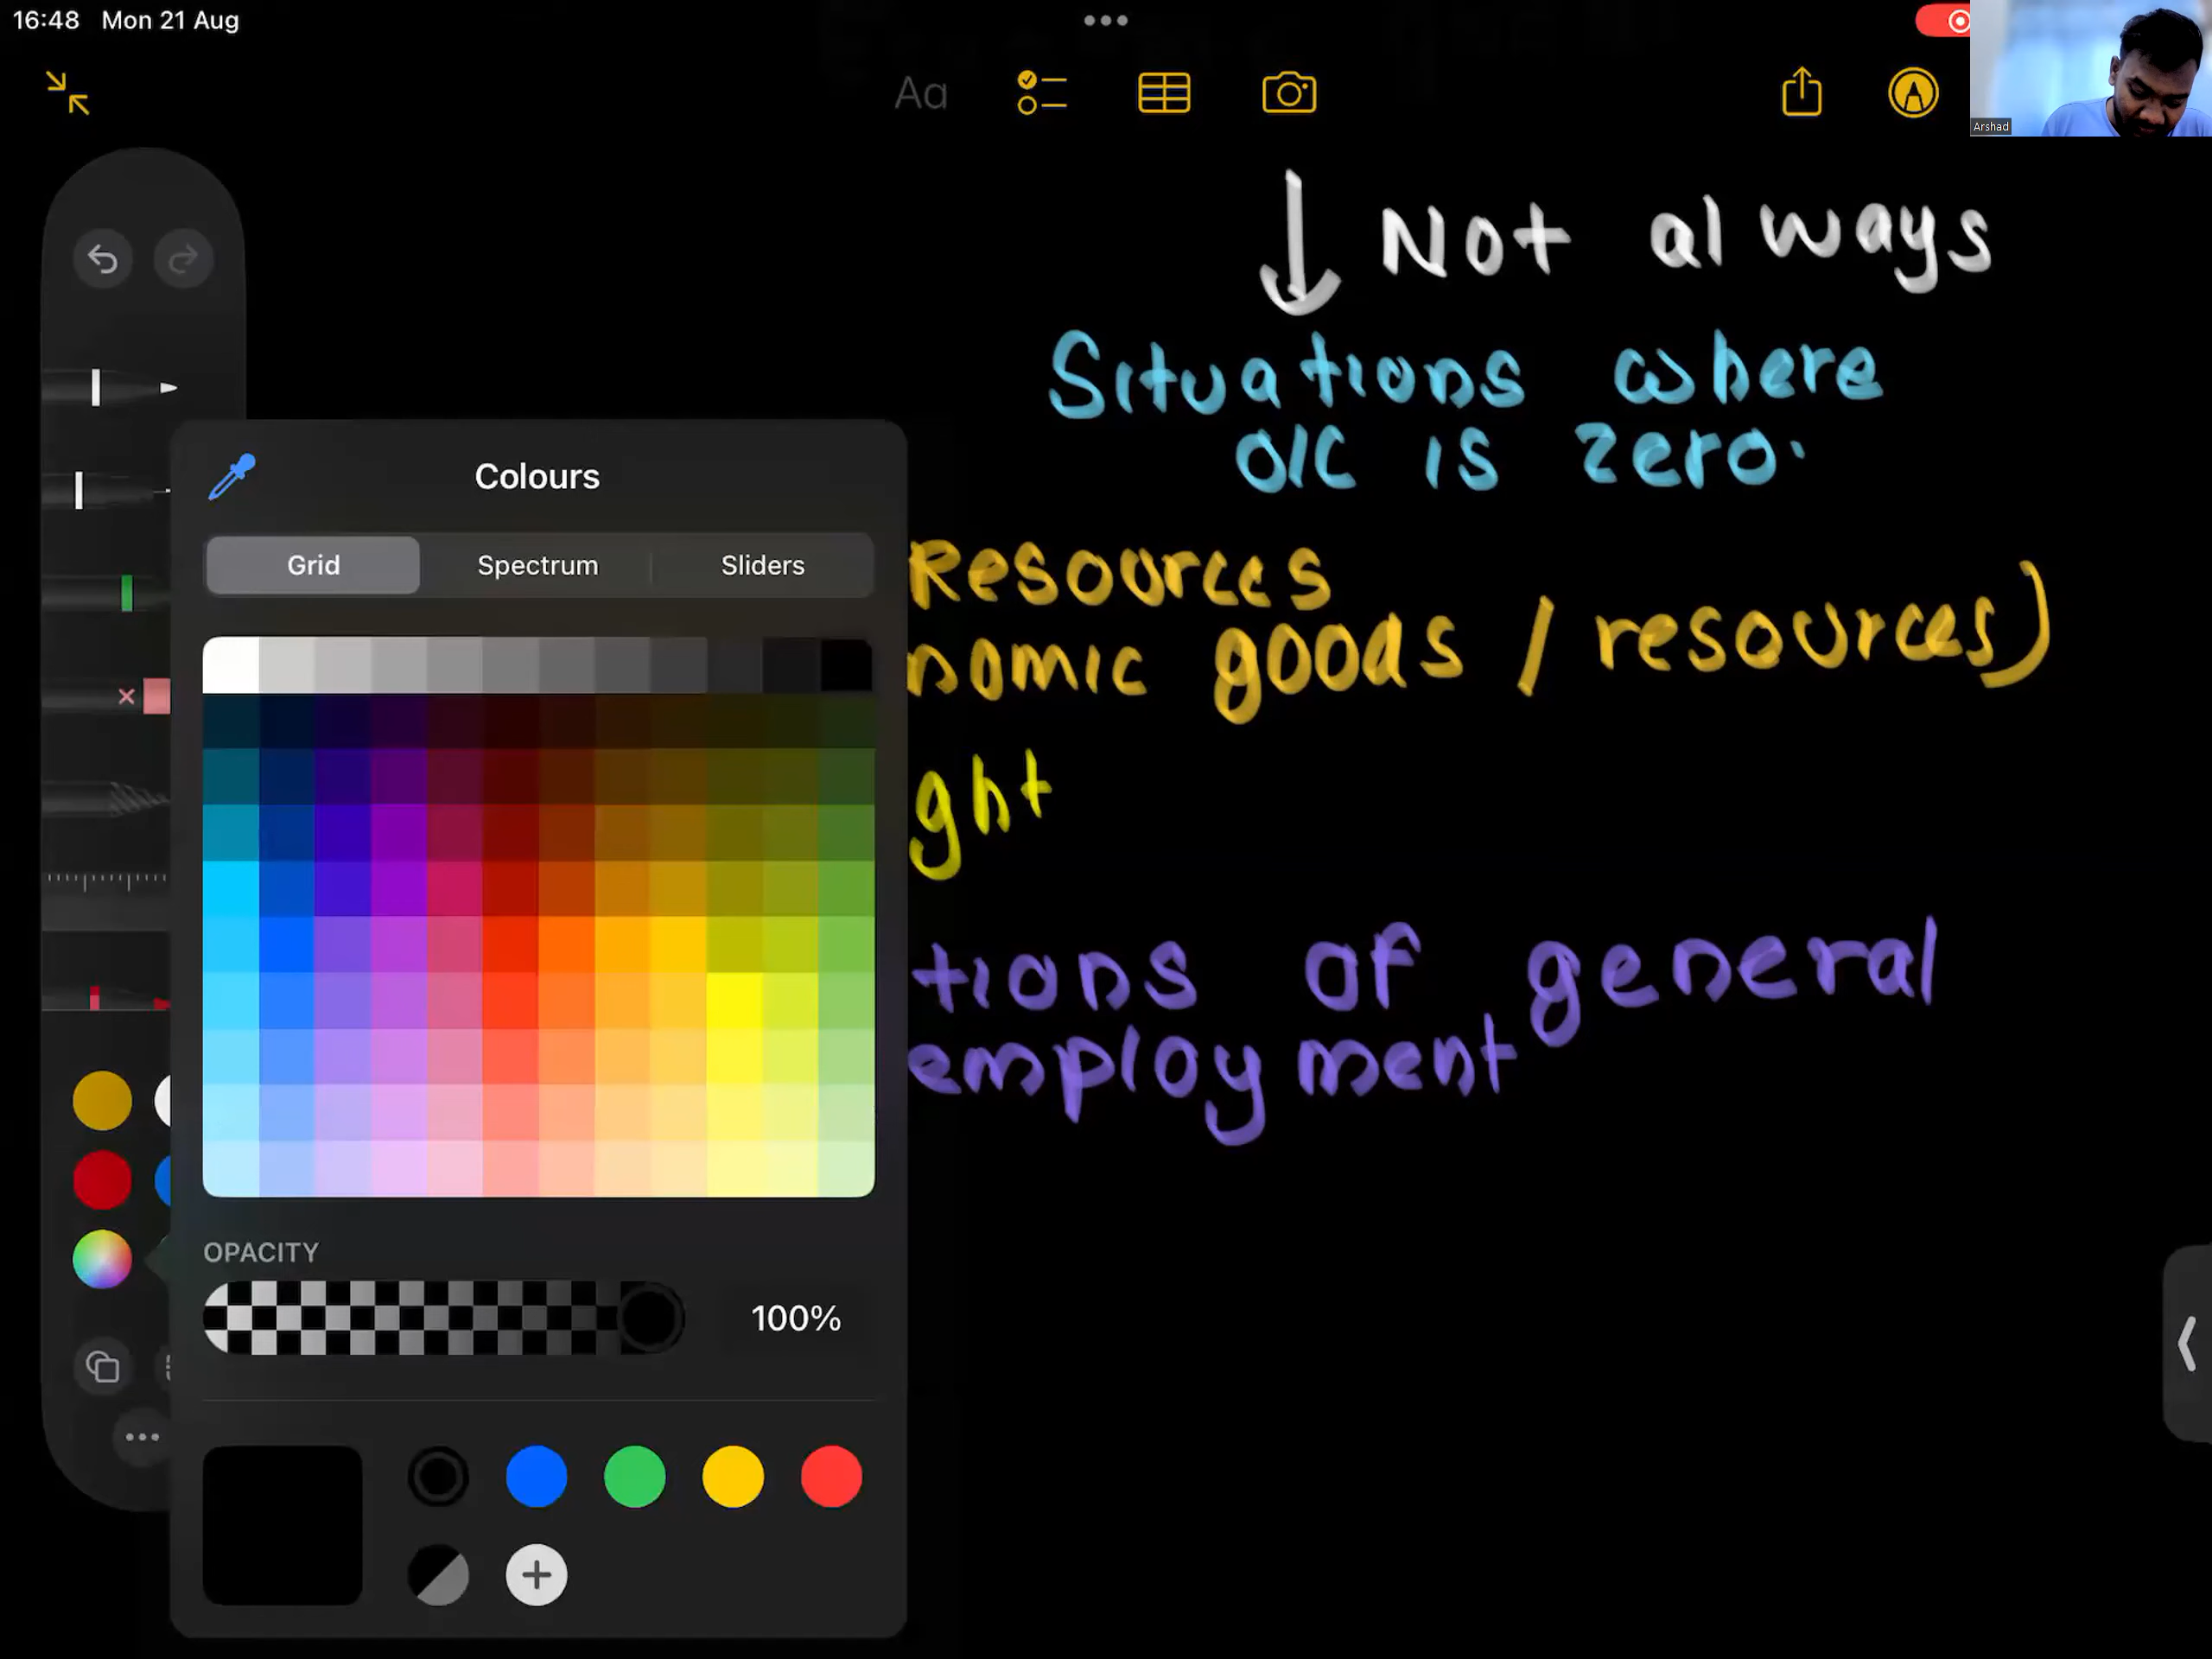 16:48 Mon 21 Aug
Aa
Arshad
Not always
Situations where
O/C is zero.
Colours
Grid Spectrum Sliders
Resources
nomic goods / resources)
ght
tions of general
employment
OPACITY
100%